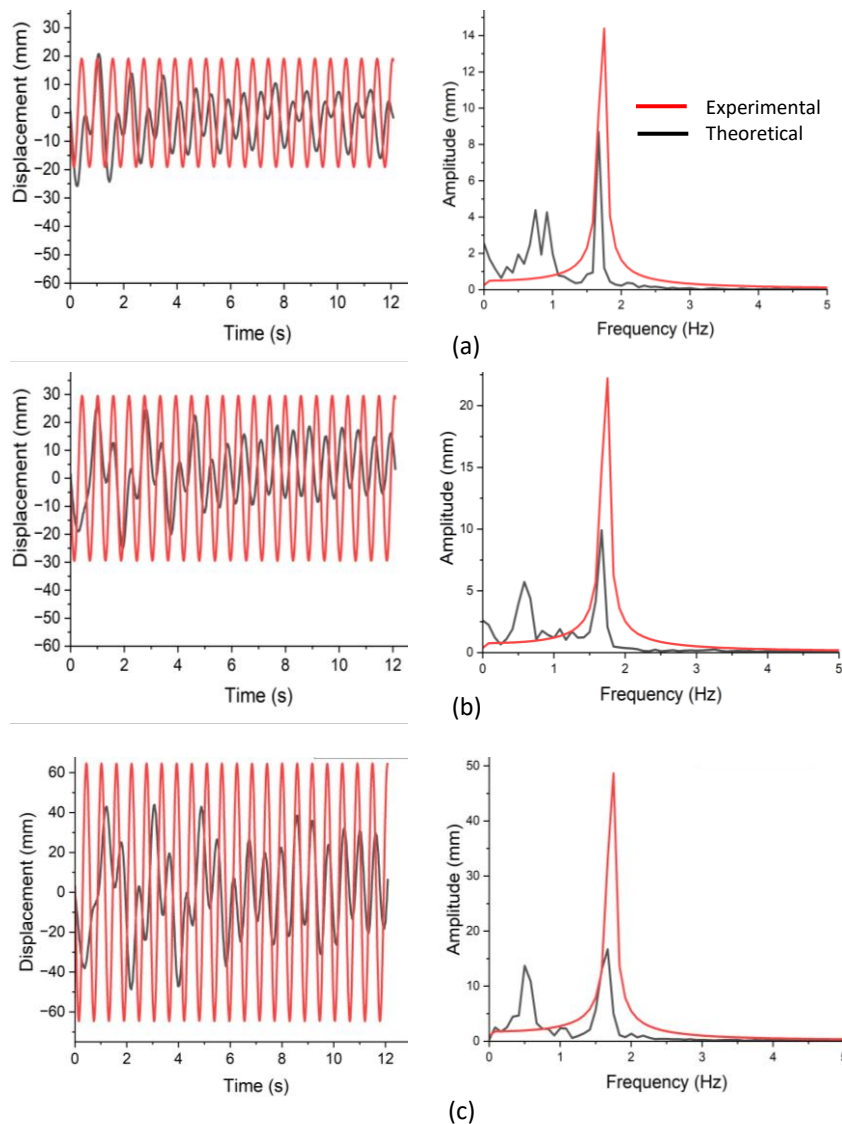 30
20
10
0
−10
−20
−30
−40
−50
−60
Displacement (mm)
0 2 4 6 8 10 12
Time (s)
14
12
10
8
6
4
2
0
Amplitude (mm)
Experimental
Theoretical
0 1 2 3 4 5
Frequency (Hz)
(a)
30
20
10
0
−10
−20
−30
−40
−50
−60
Displacement (mm)
0 2 4 6 8 10 12
Time (s)
20
15
10
5
0
Amplitude (mm)
0 1 2 3 4 5
Frequency (Hz)
(b)
60
40
20
0
−20
−40
−60
Displacement (mm)
0 2 4 6 8 10 12
Time (s)
50
40
30
20
10
0
Amplitude (mm)
0 1 2 3 4 5
Frequency (Hz)
(c)